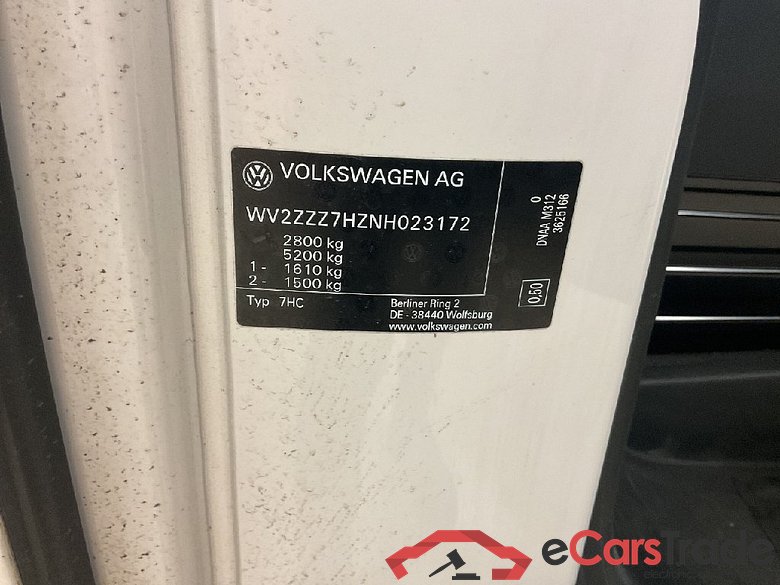 VOLKSWAGEN AG
WV2ZZZ7HZNH023172
2800 kg
5200 kg
1 - 1610 kg
2 - 1500 kg
Typ 7HC
Berliner Ring 2
DE - 38440 Wolfsburg
www.volkswagen.com
0
DNAA M312
3625166
0,50
eCarsTrade